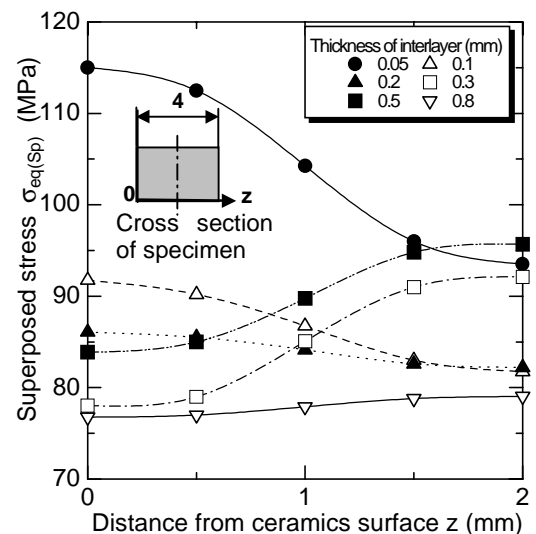 120
110
100
90
80
70
Superposed stress σeq(Sp) (MPa)
Thickness of interlayer (mm)
0.05 0.1
0.2 0.3
0.5 0.8
4
0 z
Cross section
of specimen
0 0.5 1 1.5 2
Distance from ceramics surface z (mm)